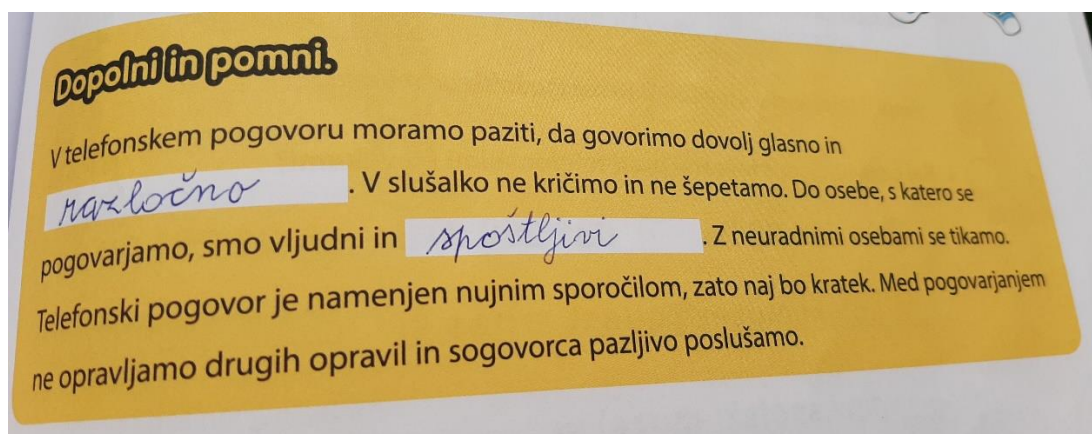 Dopolni in pomni.
V telefonskem pogovoru moramo paziti, da govorimo dovolj glasno in
razločno . V slušalko ne kričimo in ne šepetamo. Do osebe, s katero se
pogovarjamo, smo vljudni in spoštljivi . Z neuradnimi osebami se tikamo.
Telefonski pogovor je namenjen nujnim sporočilom, zato naj bo kratek. Med pogovarjanjem
ne opravljamo drugih opravil in sogovorca pazljivo poslušamo.